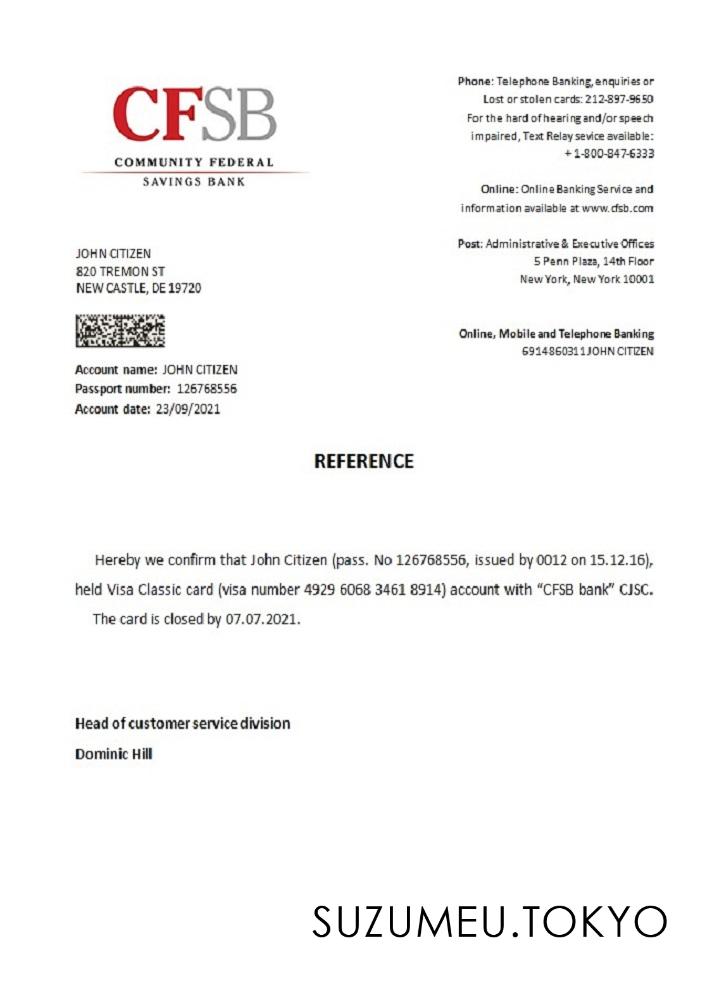 CFSB
COMMUNITY FEDERAL
SAVINGS BANK
Phone: Telephone Banking, enquiries or
Lost or stolen cards: 212-897-9650
For the hard of hearing and/or speech
impaired, Text Relay sevice available:
+ 1-800-847-6333
Online: Online Banking Service and
information available at www.cfsb.com
Post: Administrative & Executive Offices
5 Penn Plaza, 14th Floor
New York, New York 10001
JOHN CITIZEN
820 TREMON ST
NEW CASTLE, DE 19720
Online, Mobile and Telephone Banking
6914860311JOHN CITIZEN
Account name: JOHN CITIZEN
Passport number: 126768556
Account date: 23/09/2021
REFERENCE
Hereby we confirm that John Citizen (pass. No 126768556, issued by 0012 on 15.12.16),
held Visa Classic card (visa number 4929 6068 3461 8914) account with “CFSB bank” CJSC.
The card is closed by 07.07.2021.
Head of customer service division
Dominic Hill
SUZUMEU.TOKYO